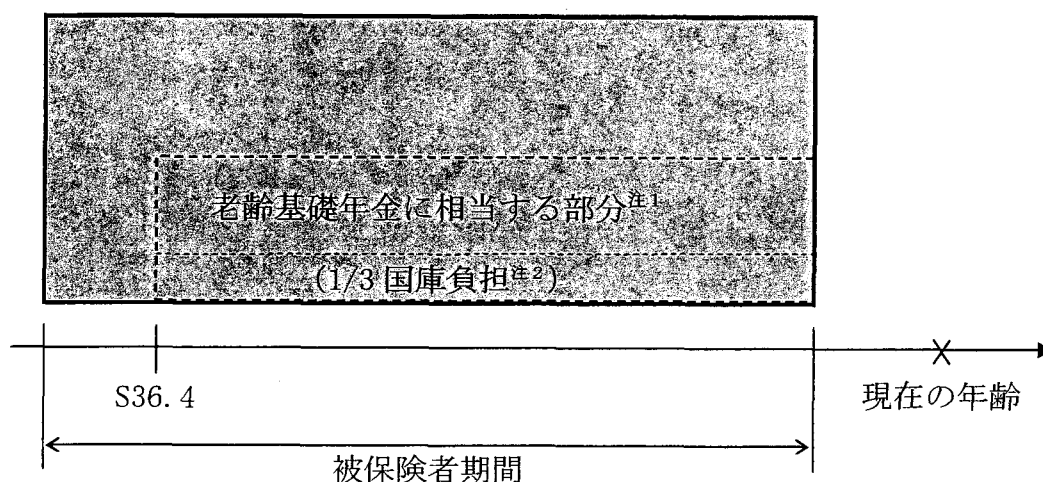 老齢基礎年金に相当する部分注1
(1/3 国庫負担注2)
S36.4
現在の年齢
被保険者期間